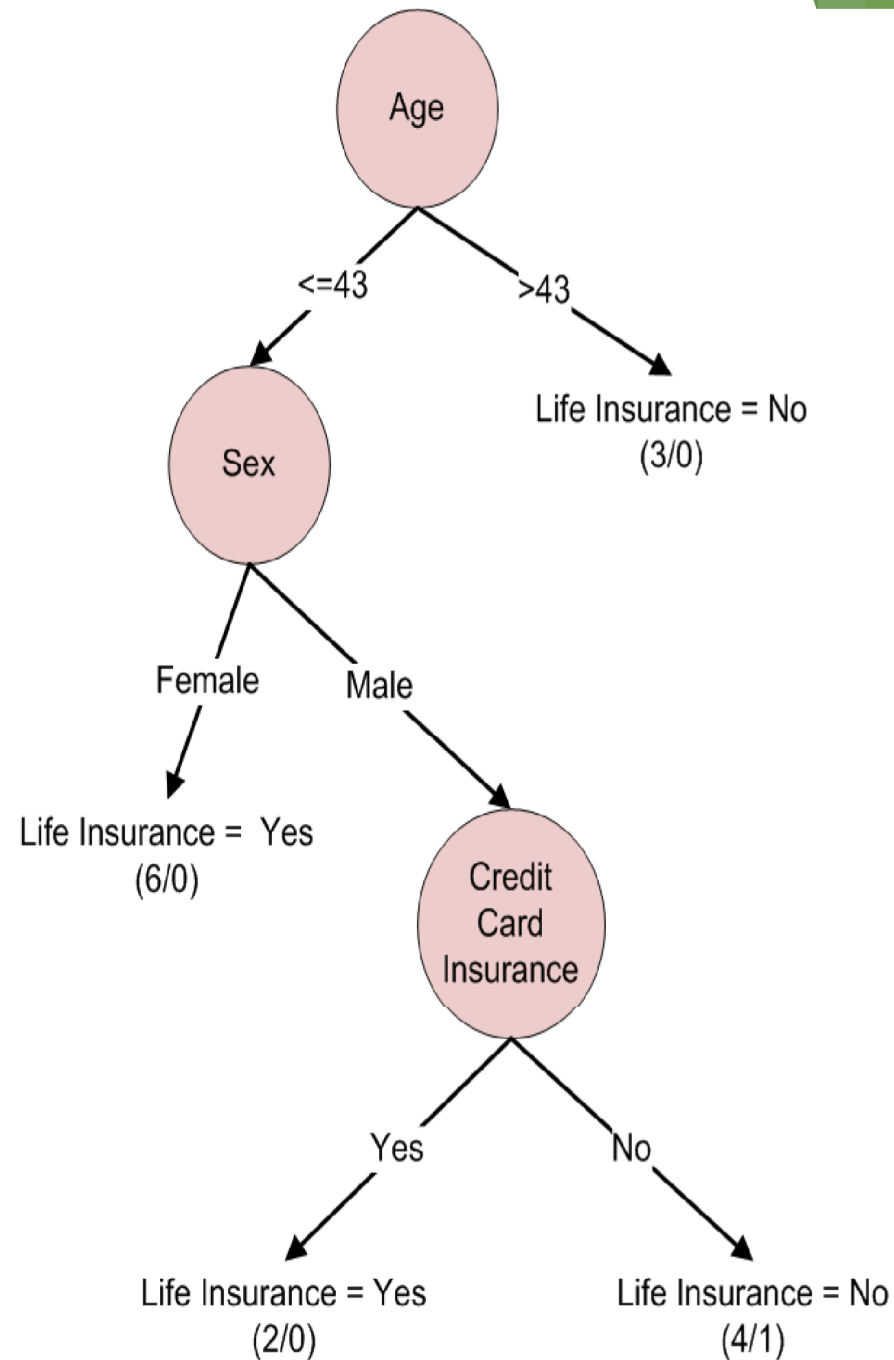 Age
<=43
>43
Life Insurance = No
(3/0)
Sex
Female
Male
Life Insurance = Yes
(6/0)
Credit
Card
Insurance
Yes
No
Life Insurance = Yes
(2/0)
Life Insurance = No
(4/1)